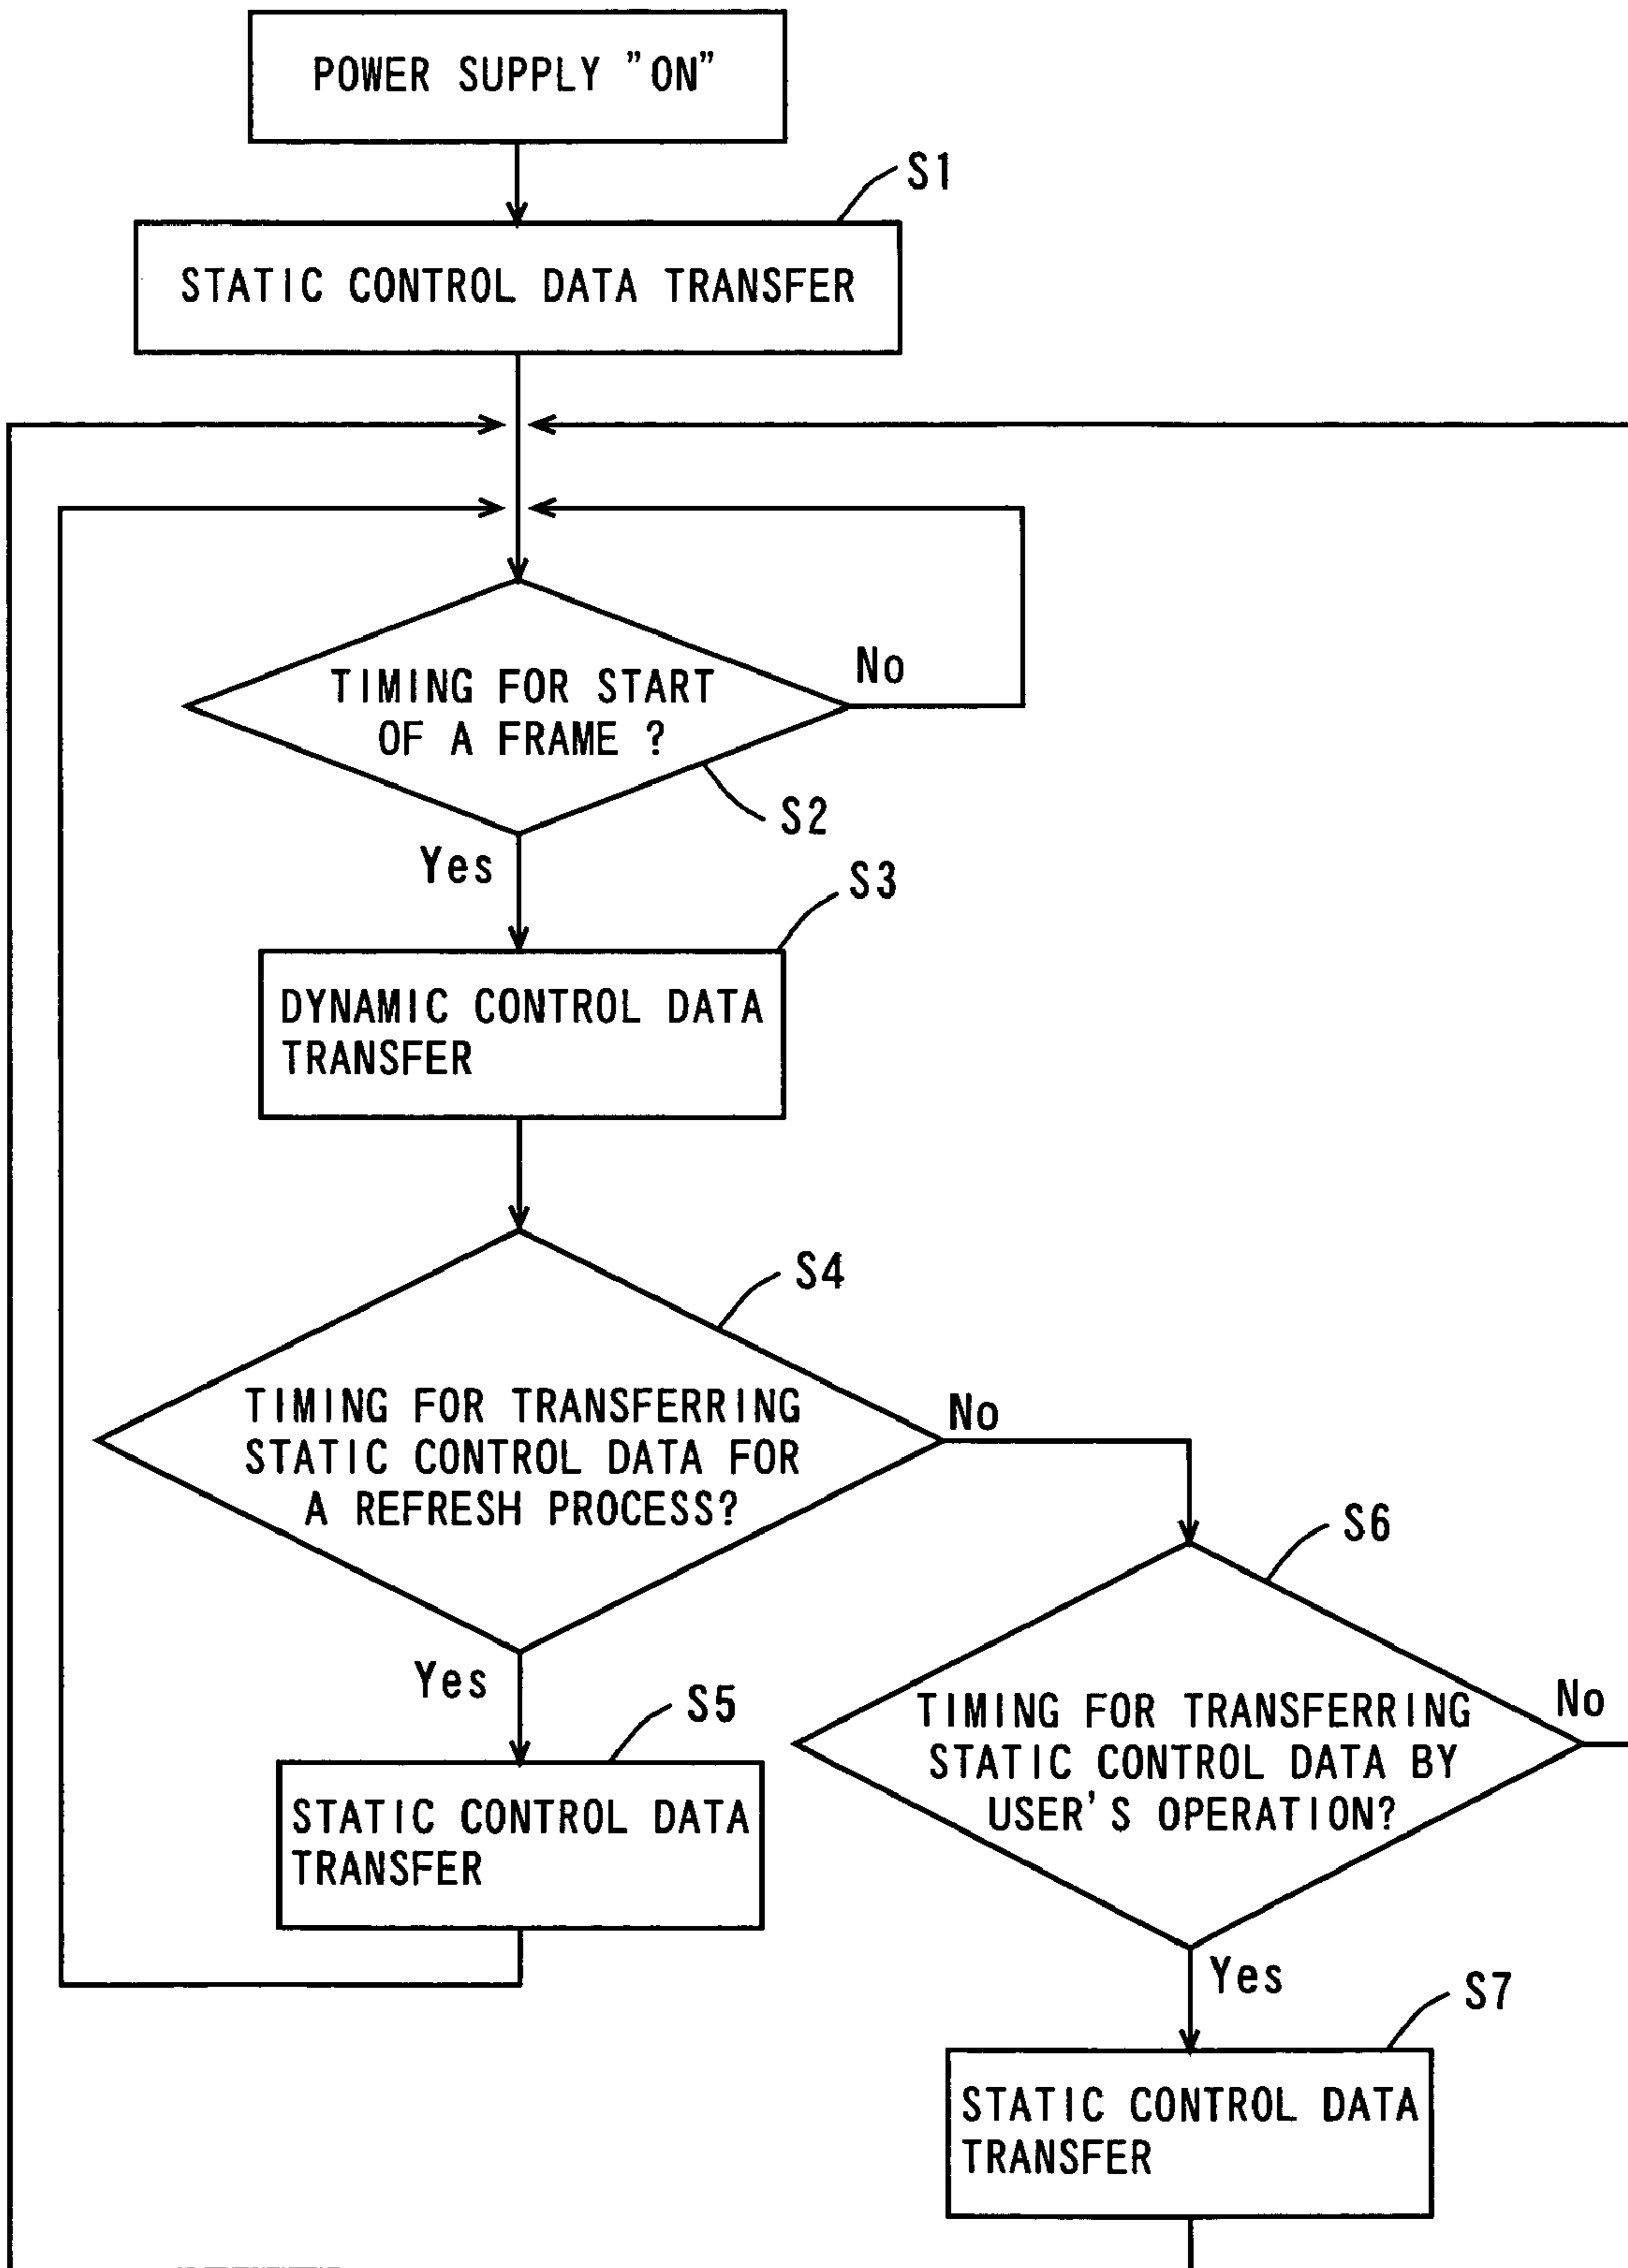 POWER SUPPLY "ON"
S1
STATIC CONTROL DATA TRANSFER
TIMING FOR START
OF A FRAME ?
No
S2
Yes
S3
DYNAMIC CONTROL DATA
TRANSFER
S4
TIMING FOR TRANSFERRING
STATIC CONTROL DATA FOR
A REFRESH PROCESS?
No
Yes
S5
STATIC CONTROL DATA
TRANSFER
S6
TIMING FOR TRANSFERRING
STATIC CONTROL DATA BY
USER'S OPERATION?
No
Yes
S7
STATIC CONTROL DATA
TRANSFER